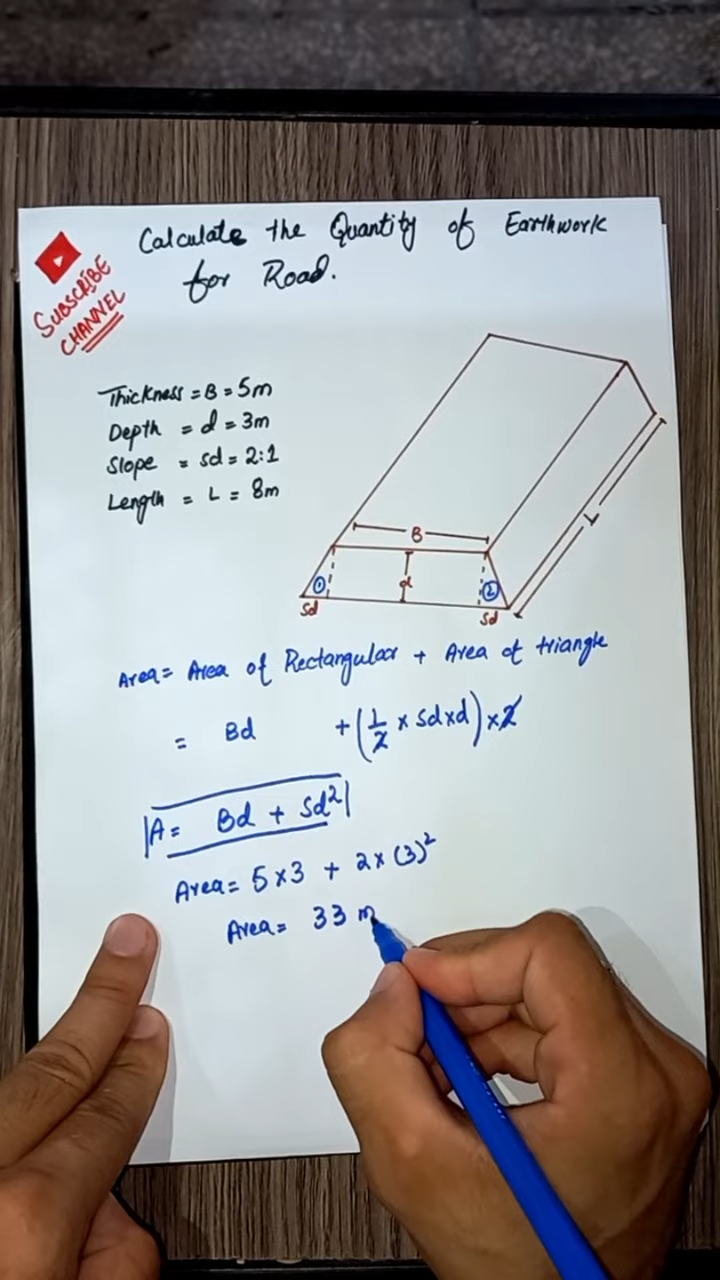 Calculate the Quantity of Earthwork
for Road.
SUBSCRIBE
CHANNEL
Thickness = B = 5m
Depth = d = 3m
Slope = sd = 2:1
Length = L = 8m
B
L
d
① ②
Sd Sd
Area = Area of Rectangular + Area of triangle
= Bd + (1/2 × Sd×d) × 2
A = Bd + Sd²
Area = 5×3 + 2×(3)²
Area = 33 m